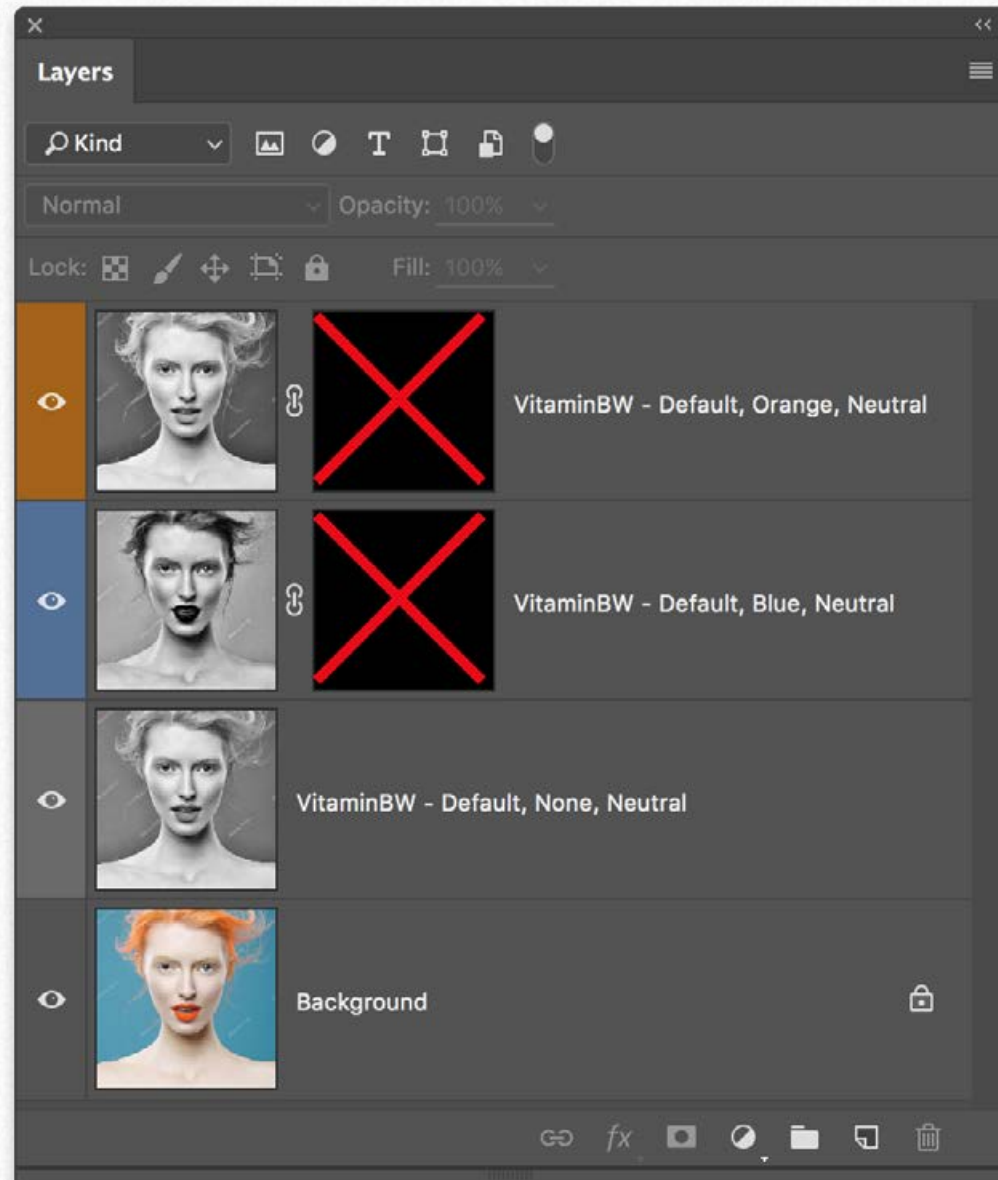 Layers
Kind
Normal Opacity: 100%
Lock: Fill: 100%
VitaminBW - Default, Orange, Neutral
VitaminBW - Default, Blue, Neutral
VitaminBW - Default, None, Neutral
Background
fx